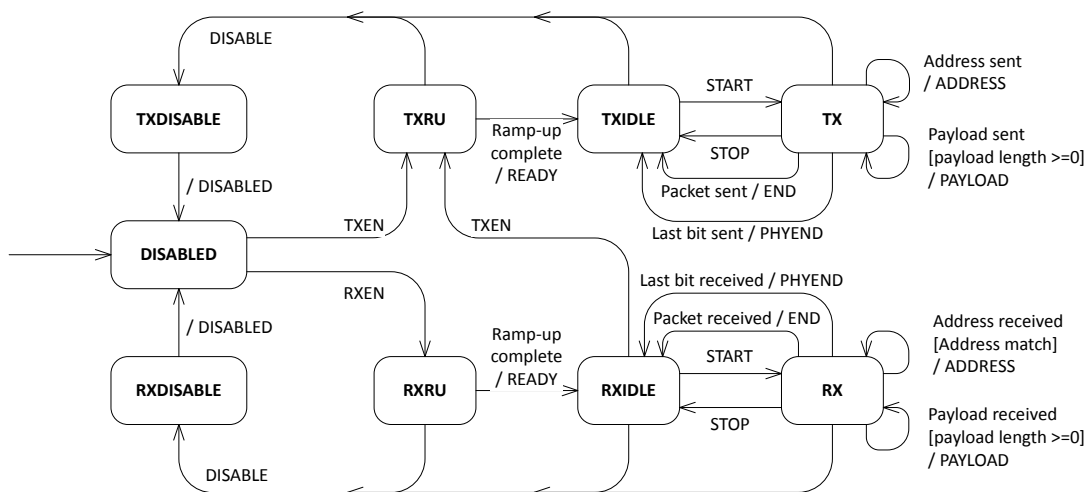 DISABLE
Address sent
/ ADDRESS
START
TXDISABLE
TXRU
TXIDLE
TX
Ramp-up
complete
/ READY
STOP
Payload sent
[payload length >=0]
/ PAYLOAD
/ DISABLED
Packet sent / END
TXEN
TXEN
Last bit sent / PHYEND
DISABLED
RXEN
Last bit received / PHYEND
/ DISABLED
Packet received / END
Ramp-up
complete
/ READY
START
Address received
[Address match]
/ ADDRESS
RXDISABLE
RXRU
RXIDLE
RX
STOP
Payload received
[payload length >=0]
/ PAYLOAD
DISABLE